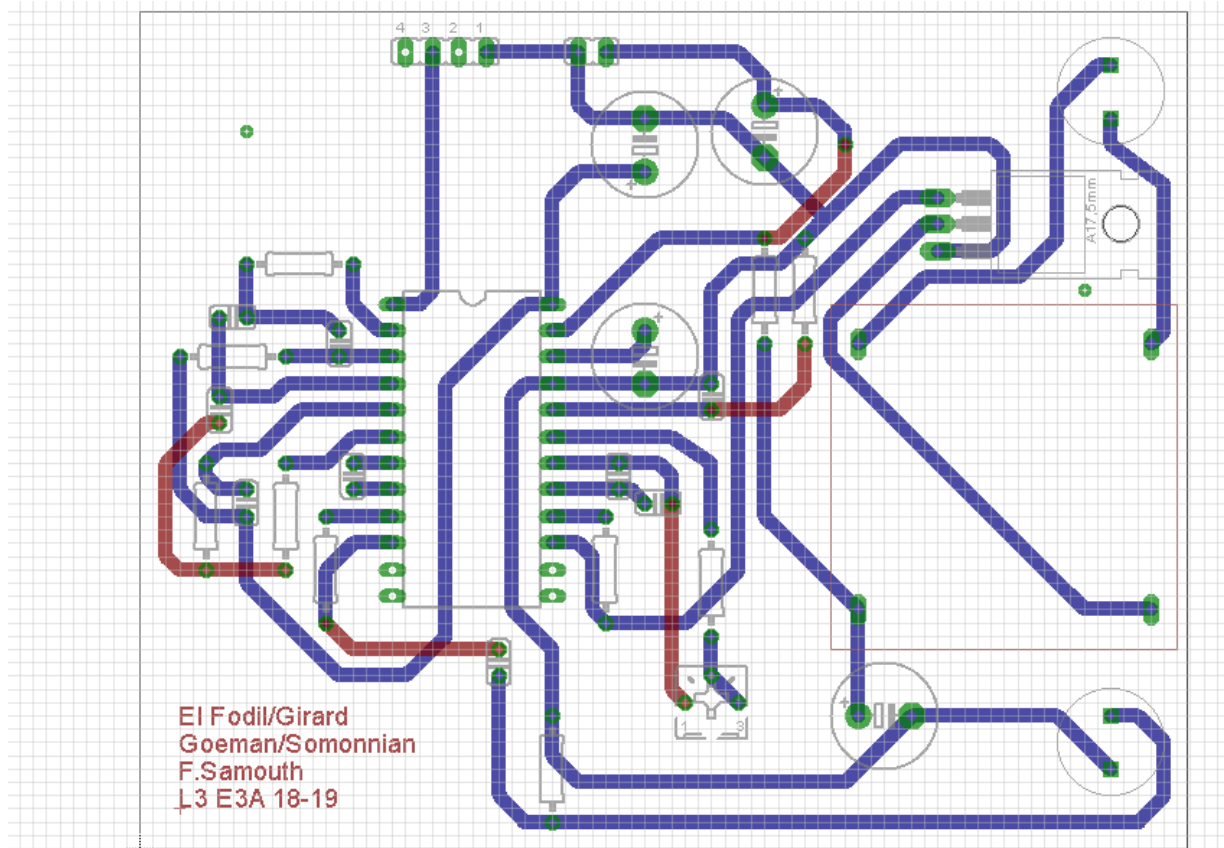 4 3 2 1
A17,5mm
1 3
El Fodil/Girard
Goeman/Somonnian
F.Samouth
L3 E3A 18-19